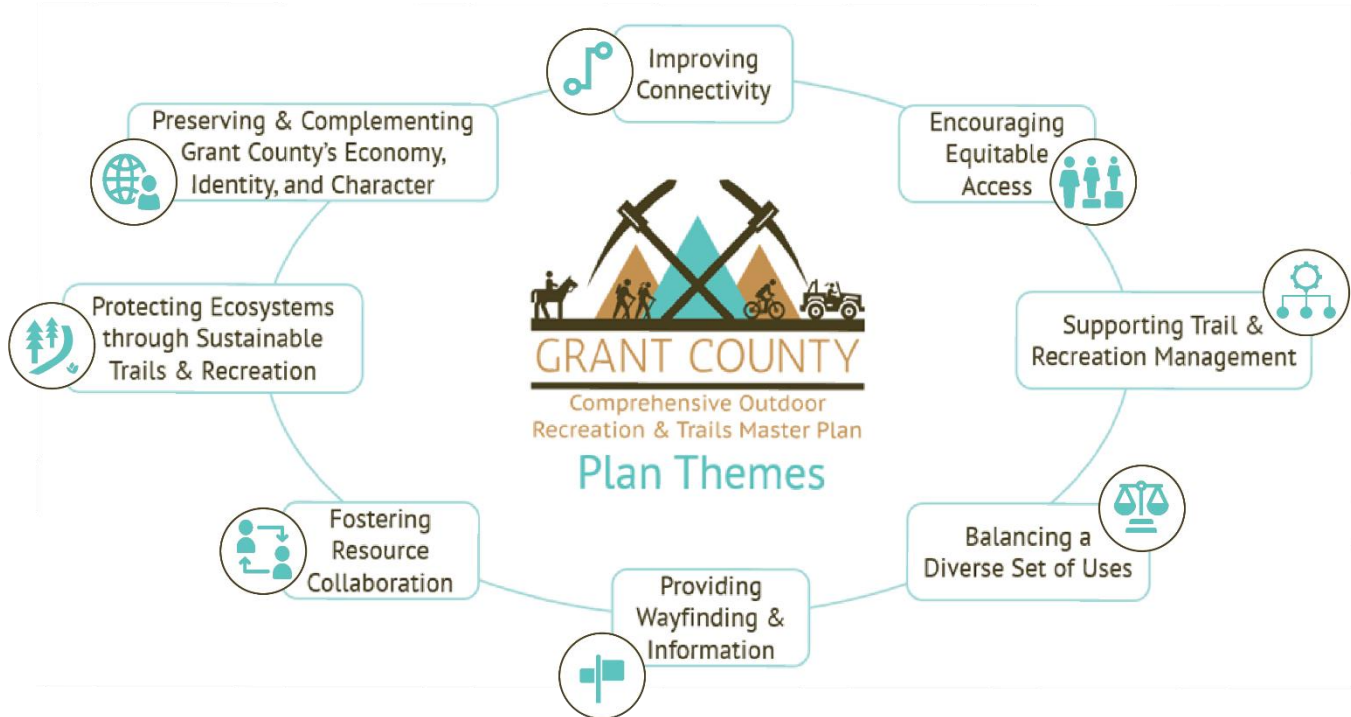 Improving
Connectivity
Encouraging
Equitable
Access
Supporting Trail &
Recreation Management
Balancing a
Diverse Set of Uses
Providing
Wayfinding &
Information
Fostering
Resource
Collaboration
Protecting Ecosystems
through Sustainable
Trails & Recreation
Preserving & Complementing
Grant County's Economy,
Identity, and Character
GRANT COUNTY
Comprehensive Outdoor
Recreation & Trails Master Plan
Plan Themes